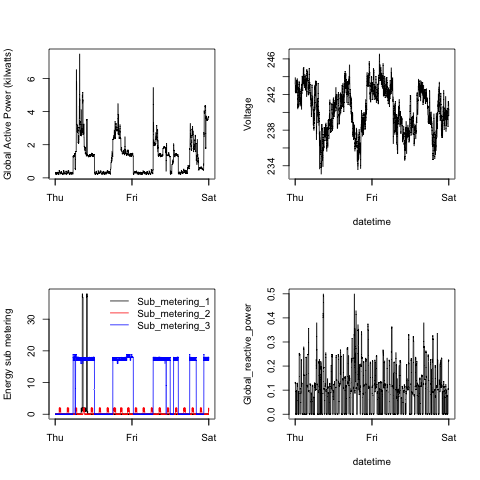 Global Active Power (kilwatts)
0 2 4 6
Thu Fri Sat
Voltage
234 238 242 246
Thu Fri Sat
datetime
Energy sub metering
0 10 20 30
Sub_metering_1
Sub_metering_2
Sub_metering_3
Thu Fri Sat
Global_reactive_power
0.0 0.1 0.2 0.3 0.4 0.5
Thu Fri Sat
datetime